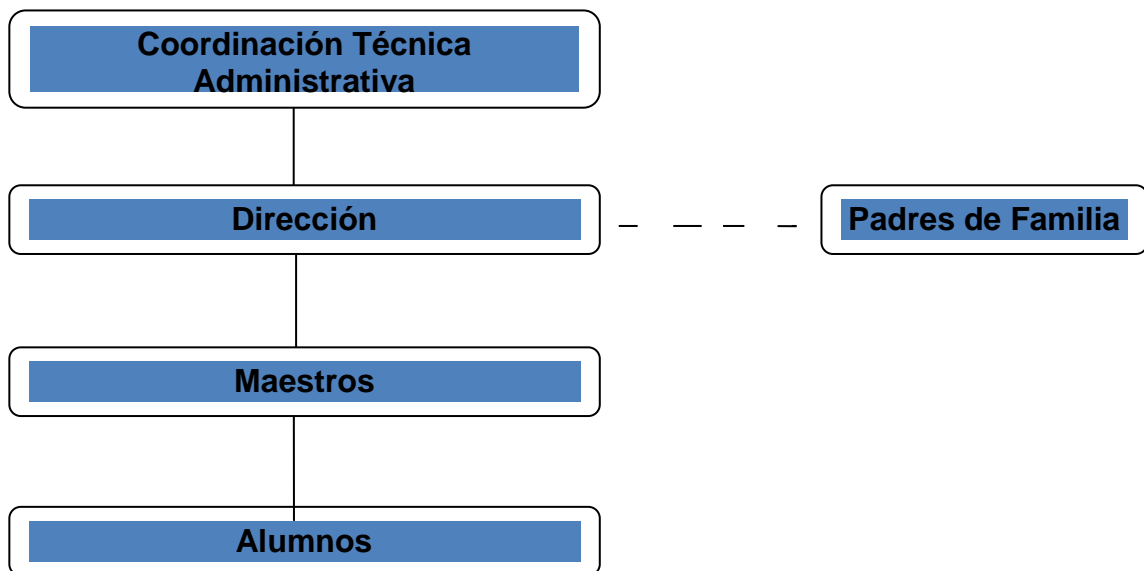 Coordinación Técnica
Administrativa
Dirección
Padres de Familia
Maestros
Alumnos